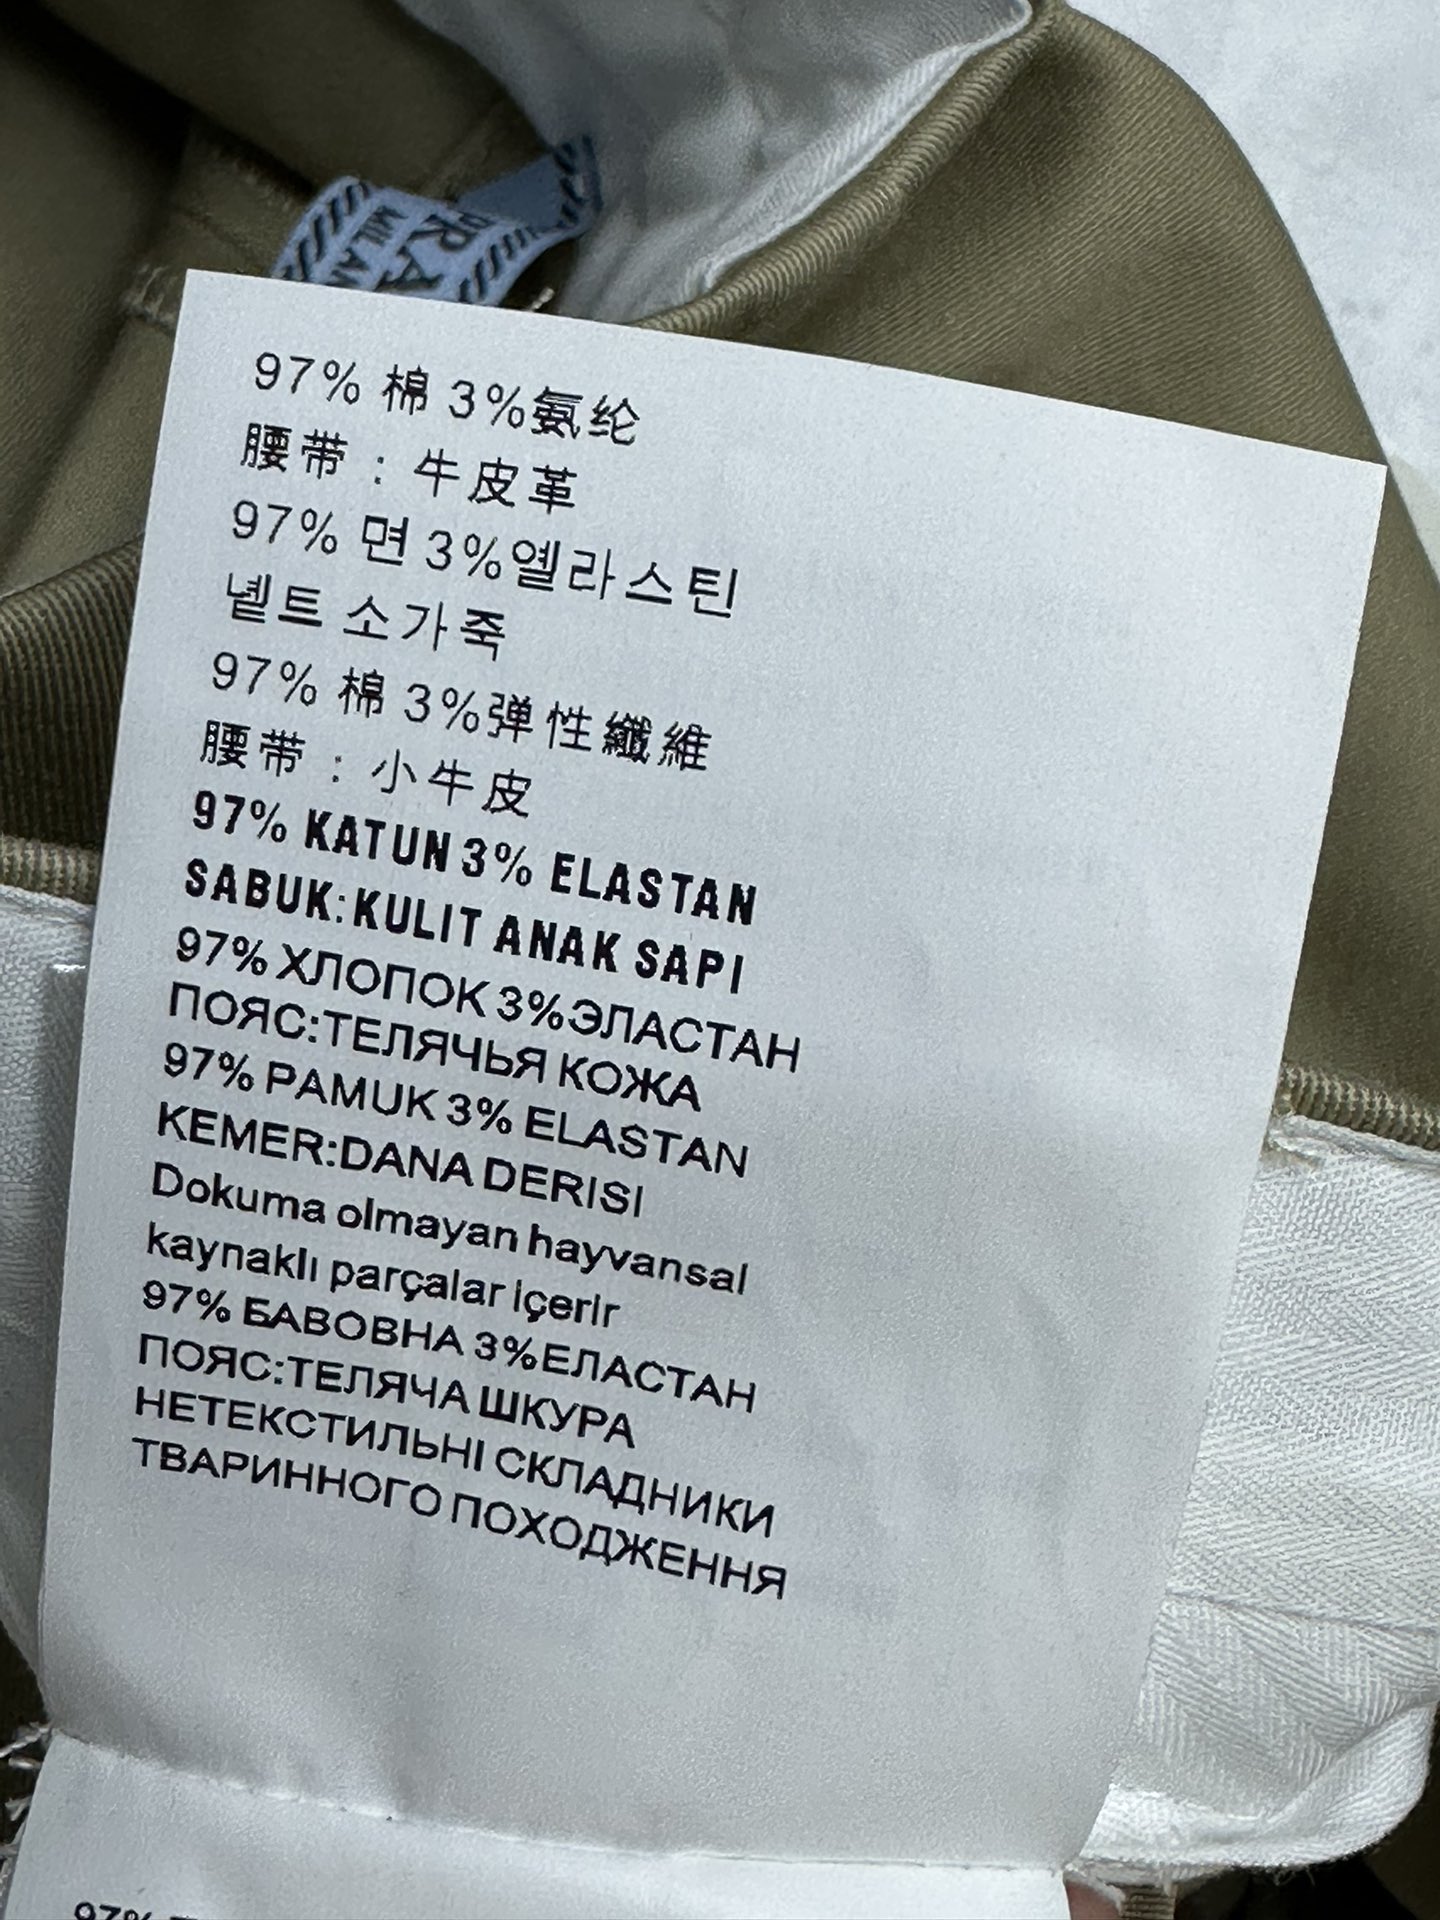 PRA
MILAN
97% 棉 3%氨纶
腰带：牛皮革
97% 면 3%엘라스틴
벨트 소가죽
97% 棉 3%弹性纖維
腰带：小牛皮
97% KATUN 3% ELASTAN
SABUK:KULIT ANAK SAPI
97% ХЛОПОК 3%ЭЛАСТАН
ПОЯС:ТЕЛЯЧЬЯ КОЖА
97% PAMUK 3% ELASTAN
KEMER:DANA DERISI
Dokuma olmayan hayvansal
kaynaklı parçalar içerir
97% БАВОВНА 3%ЕЛАСТАН
ПОЯС:ТЕЛЯЧА ШКУРА
НЕТЕКСТИЛЬНІ СКЛАДНИКИ
ТВАРИННОГО ПОХОДЖЕННЯ
97%